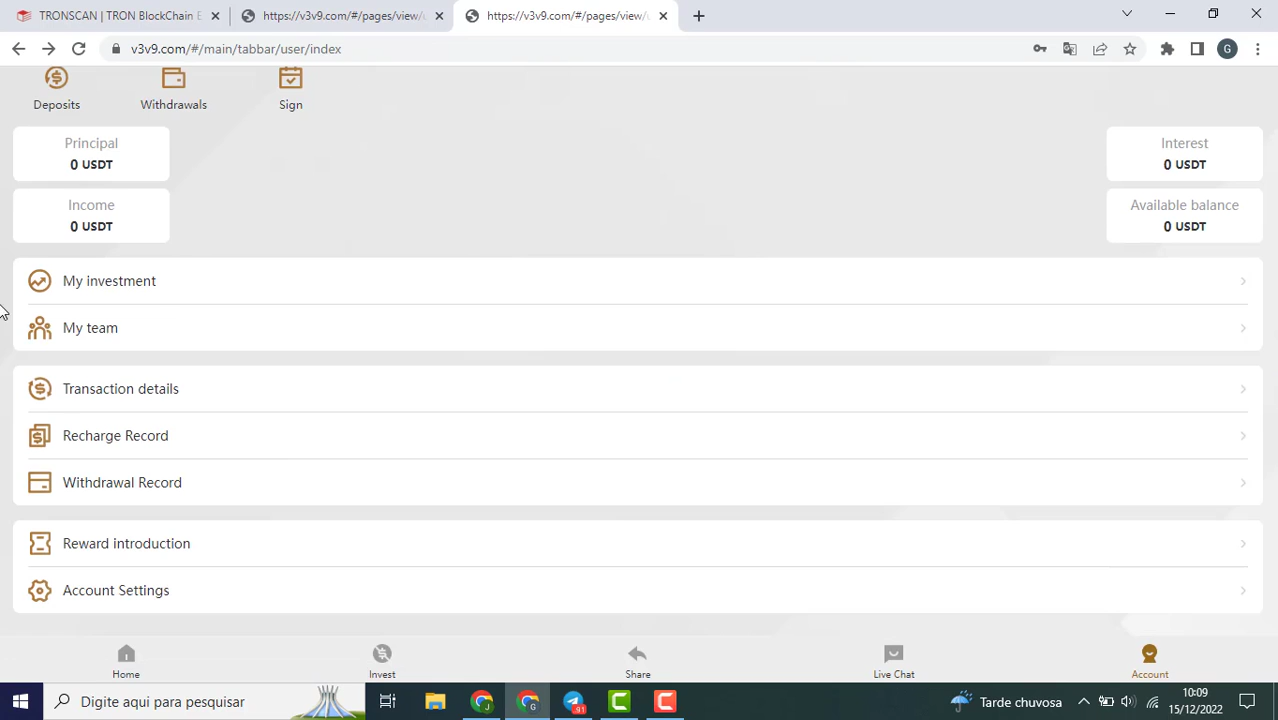 TRONSCAN | TRON BlockChain E
https://v3v9.com/#/pages/view/
https://v3v9.com/#/pages/view/
v3v9.com/#/main/tabbar/user/index
G
Deposits
Withdrawals
Sign
Principal
0 USDT
Interest
0 USDT
Income
0 USDT
Available balance
0 USDT
My investment
My team
Transaction details
Recharge Record
Withdrawal Record
Reward introduction
Account Settings
Home
Invest
Share
Live Chat
Account
Digite aqui para pesquisar
91
Tarde chuvosa
10:09
15/12/2022